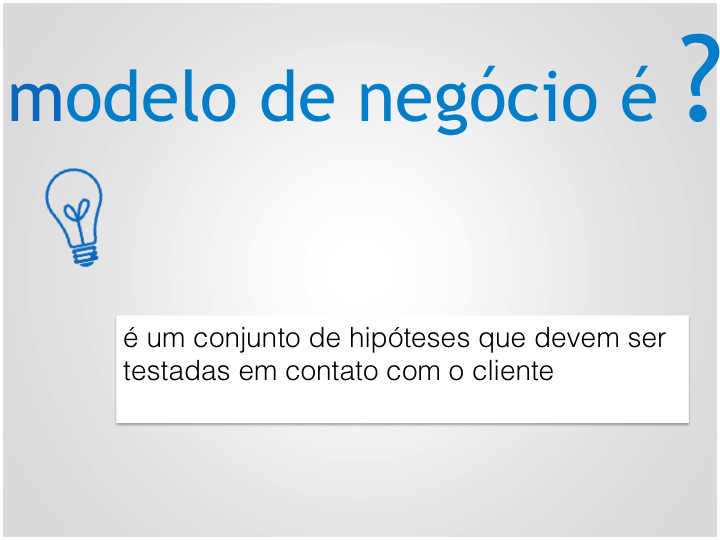 modelo de negócio é ?
é um conjunto de hipóteses que devem ser
testadas em contato com o cliente